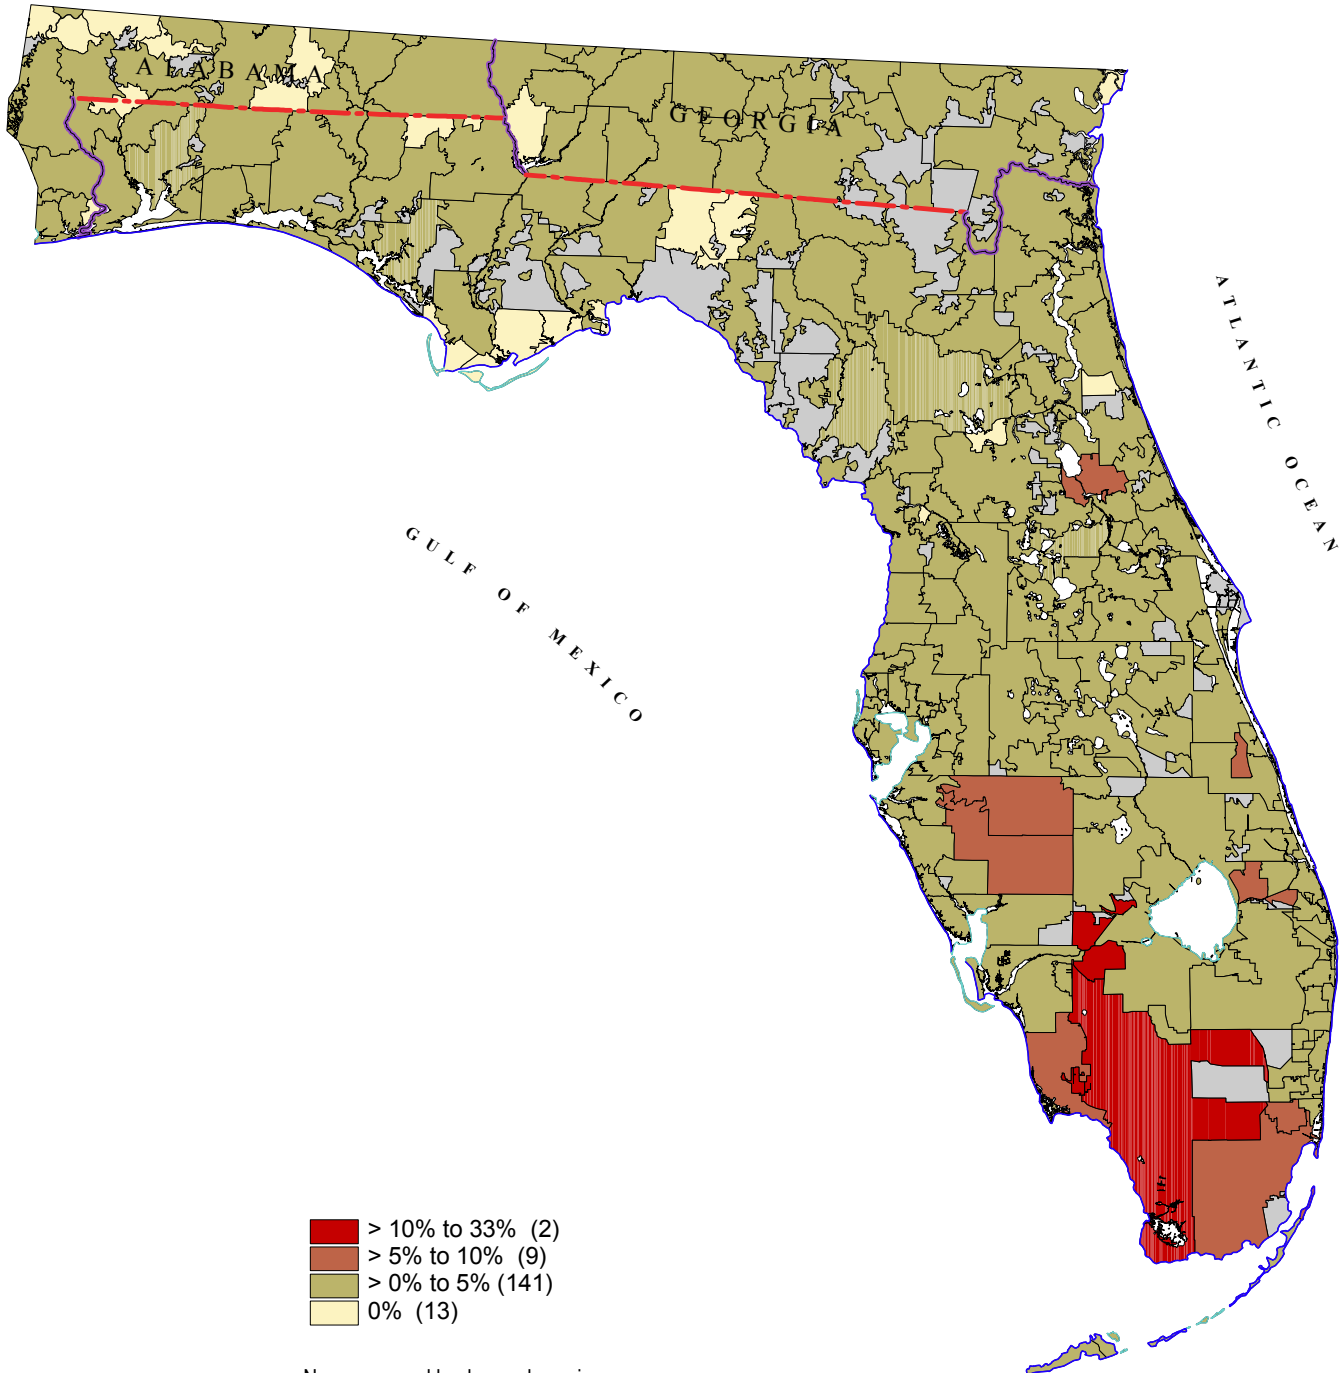 ALABAMA
GEORGIA
ATLANTIC OCEAN
GULF OF MEXICO
> 10% to 33% (2)
> 5% to 10% (9)
> 0% to 5% (141)
0% (13)